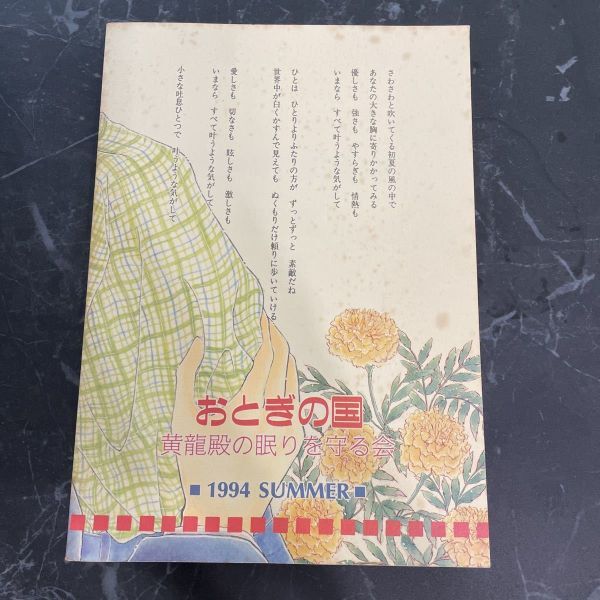 さわさわと吹いてくる初夏の風の中で
あなたの大きな胸に寄りかかってみる
優しさも　強さも　やすらぎも　情熱も
いまなら　すべて叶うような気がして
ひとは　ひとりよりふたりの方が　ずっとずっと　素敵だね
世界中が白くかすんで見えても　ぬくもりだけ頼りに歩いていける
愛しさも　切なさも　眩しさも　激しさも
いまなら　すべて叶うような気がして
小さな吐息ひとつで　叶うような気がして
おとぎの国
黄龍殿の眠りを守る会
■ 1994 SUMMER ■